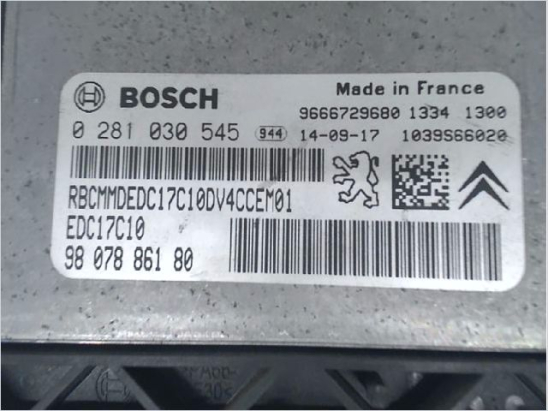 BOSCH Made in France
9666729680 1334 1300
0 281 030 545 944 14-09-17 1039S66020
RBCMMDEDC17C10DV4CCEM01
EDC17C10
98 078 861 80